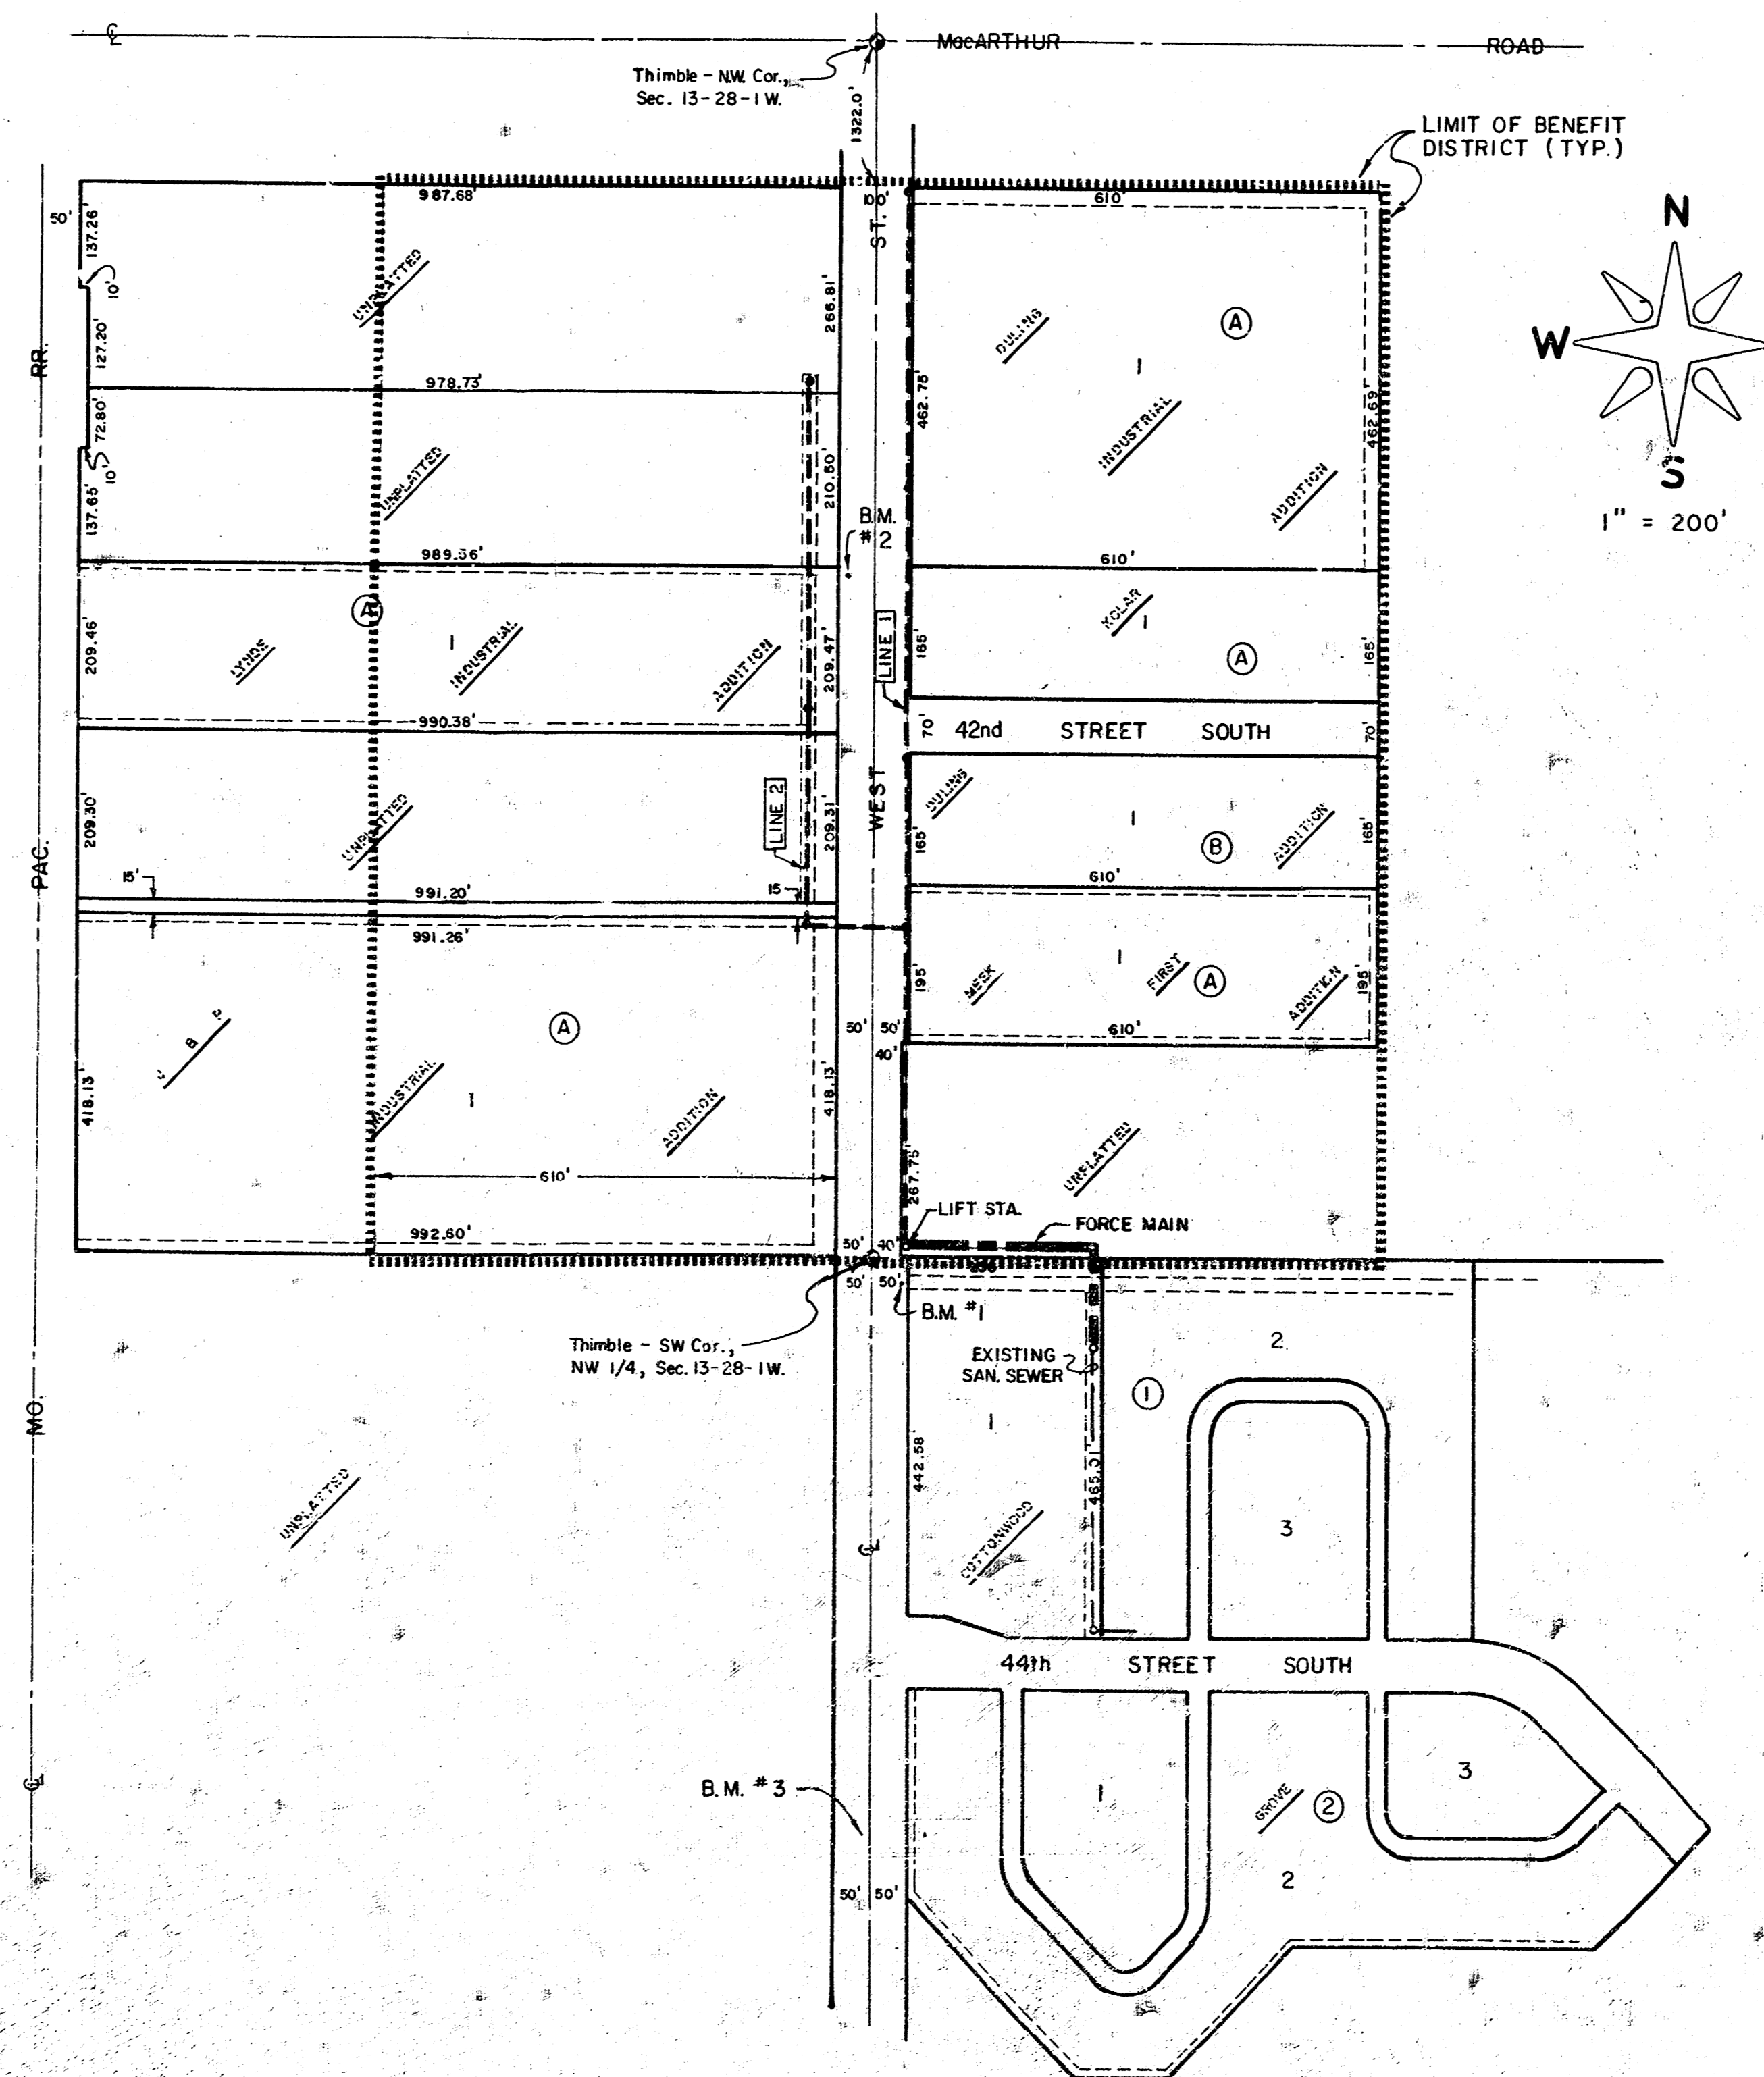 ℄
MacARTHUR ROAD
Thimble - N.W. Cor.,
Sec. 13-28-1W.
1322.0'
LIMIT OF BENEFIT
DISTRICT (TYP.)
N
W
S
1" = 200'
50'
137.26'
10'
127.20'
72.80'
10'
137.65'
987.68'
100'
610'
UNPLATTED
266.81'
ST.
DULING
A
1
INDUSTRIAL
ADDITION
462.75'
462.69'
RR.
978.73'
UNPLATTED
210.50'
B.M.
#2
989.56'
610'
A
209.46'
LYNDE
1
INDUSTRIAL
ADDITION
209.47'
LINE 1
KOLAR
1
A
165'
165'
990.38'
70'
42nd STREET SOUTH
70'
209.30'
UNPLATTED
LINE 2
209.31'
WEST
DULING
1
B
ADDITION
165'
165'
PAC.
15'
991.20'
15
610'
991.26'
195'
MEEK
1
FIRST
A
ADDITION
195'
A
50' 50'
40'
610'
418.13'
INDUSTRIAL
1
ADDITION
418.13'
UNPLATTED
267.75'
610'
LIFT STA.
FORCE MAIN
992.60'
50' 40'
50' 50'
B.M. #1
Thimble - SW Cor.,
NW 1/4, Sec. 13-28-1W.
EXISTING
SAN. SEWER
2
1
MO.
1
442.58'
465.01'
UNPLATTED
COTTONWOOD
3
℄
44th STREET SOUTH
℄
B.M. #3
1
GROVE
2
3
2
50' 50'